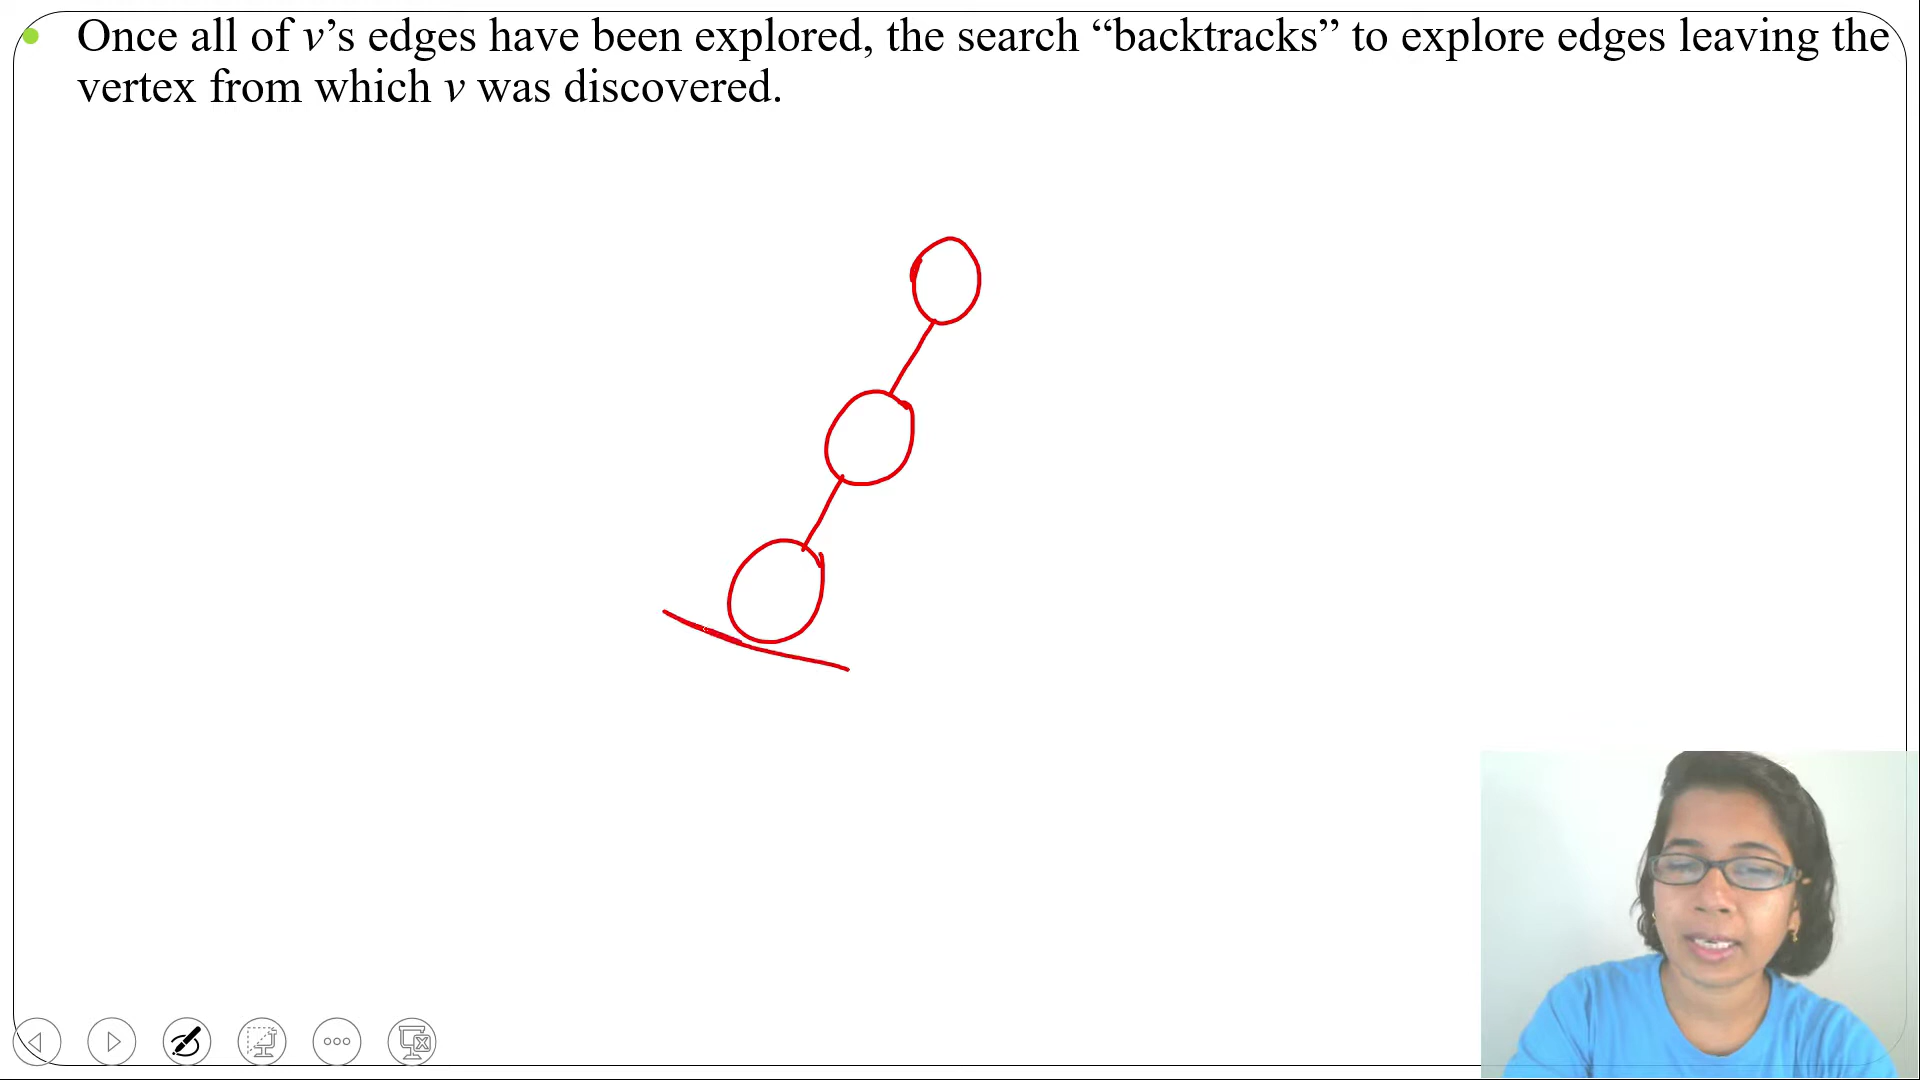 Once all of v’s edges have been explored, the search “backtracks” to explore edges leaving the
vertex from which v was discovered.